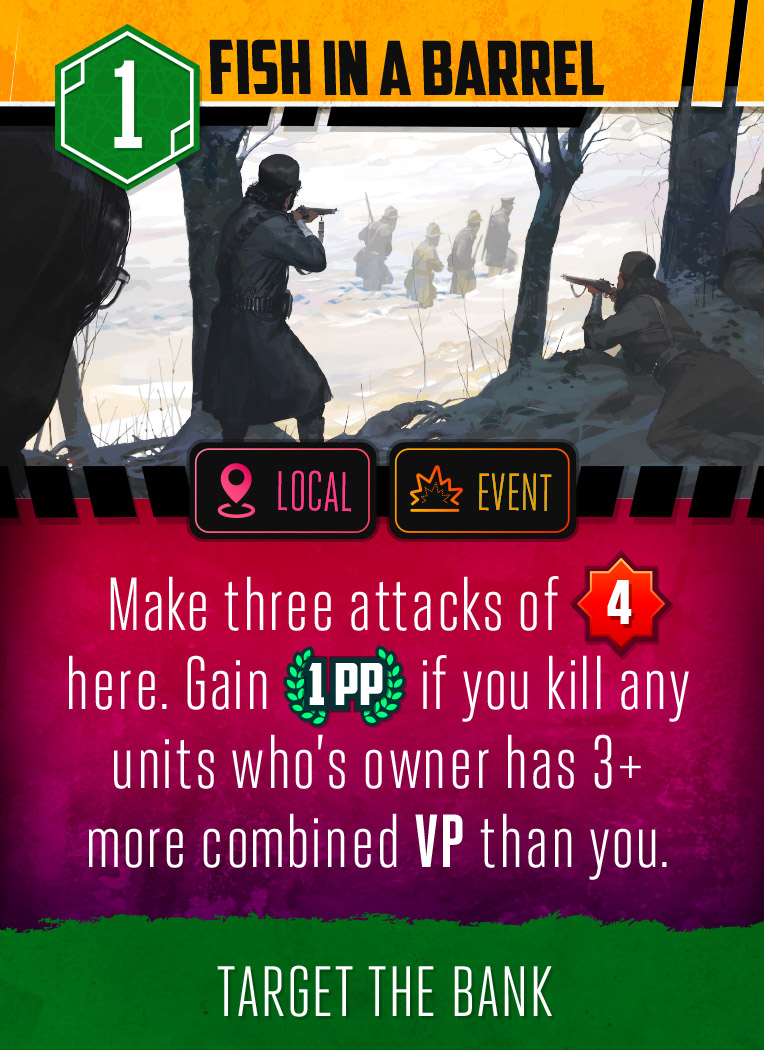 1
FISH IN A BARREL
LOCAL
EVENT
Make three attacks of 4
here. Gain 1 PP if you kill any
units who's owner has 3+
more combined VP than you.
TARGET THE BANK